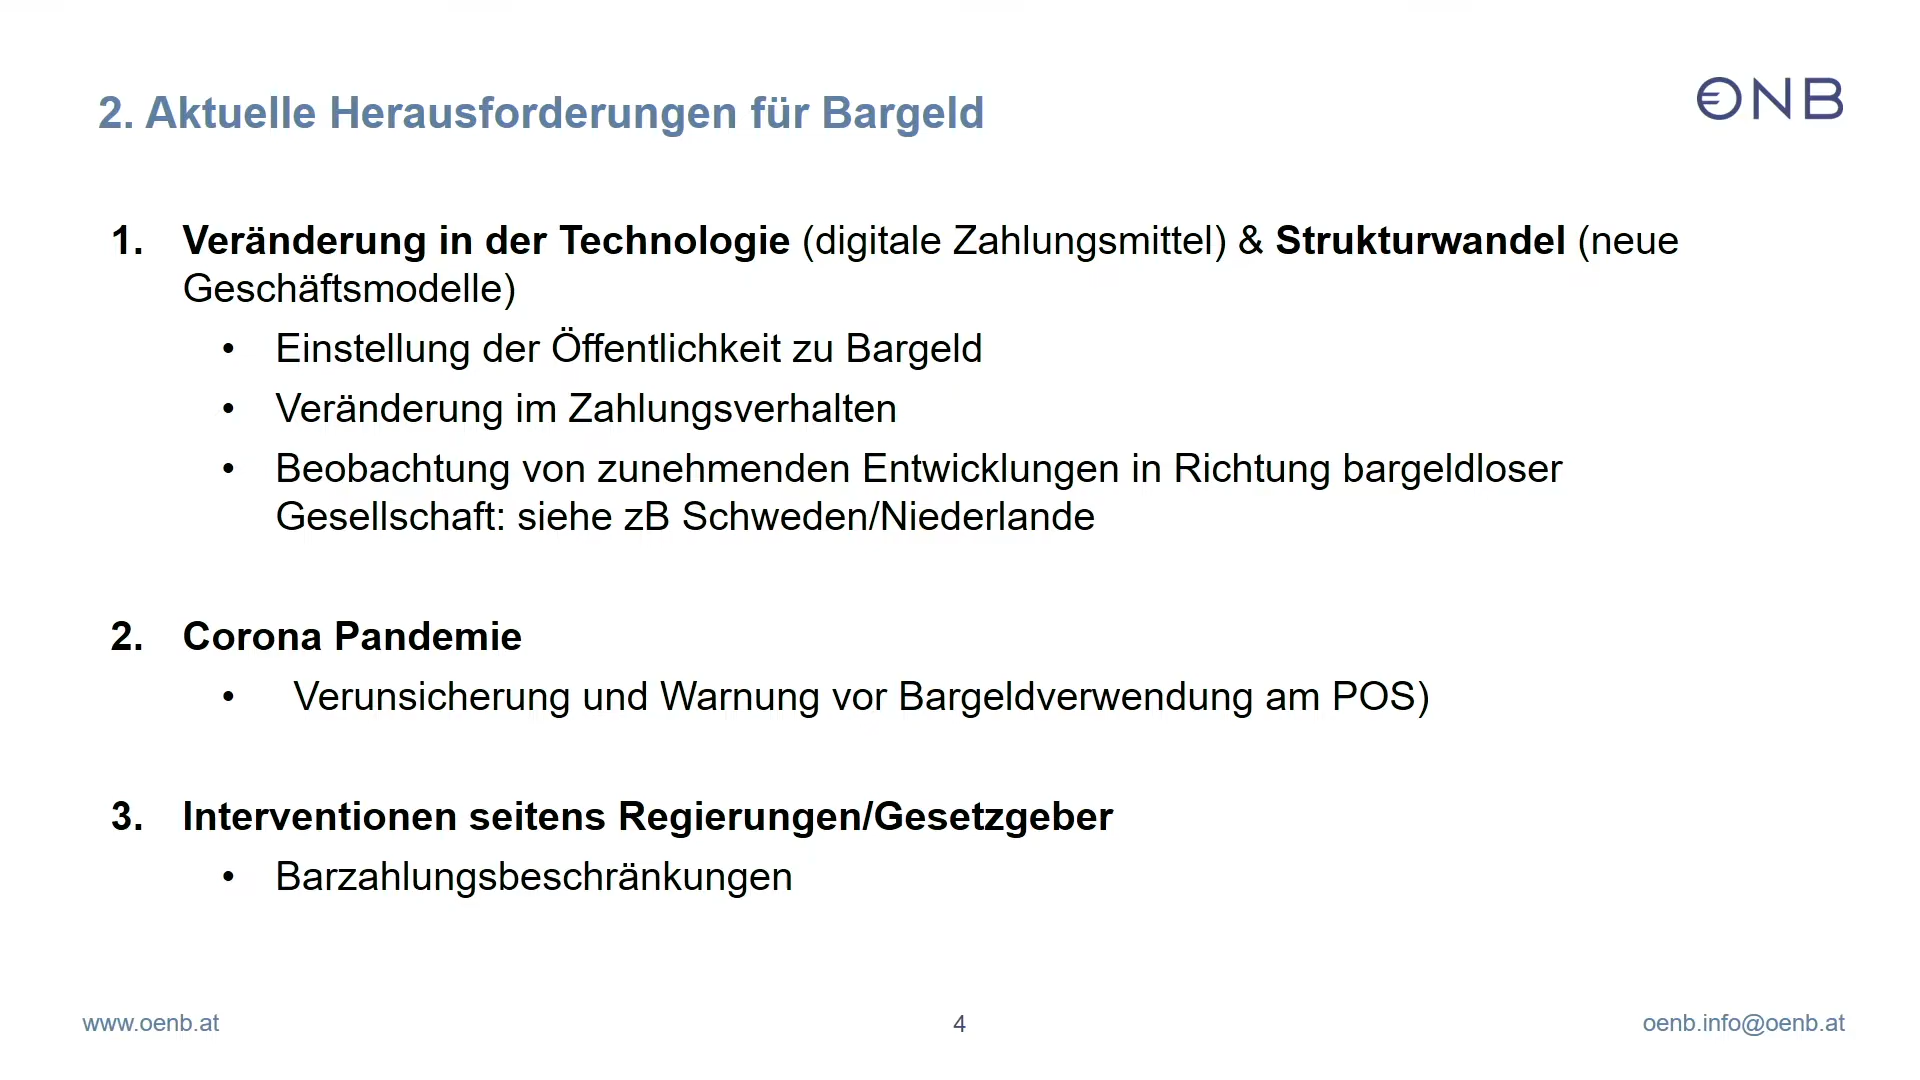 2. Aktuelle Herausforderungen für Bargeld
ONB
1. Veränderung in der Technologie (digitale Zahlungsmittel) & Strukturwandel (neue
Geschäftsmodelle)
• Einstellung der Öffentlichkeit zu Bargeld
• Veränderung im Zahlungsverhalten
• Beobachtung von zunehmenden Entwicklungen in Richtung bargeldloser
Gesellschaft: siehe zB Schweden/Niederlande
2. Corona Pandemie
• Verunsicherung und Warnung vor Bargeldverwendung am POS)
3. Interventionen seitens Regierungen/Gesetzgeber
• Barzahlungsbeschränkungen
www.oenb.at
4
oenb.info@oenb.at